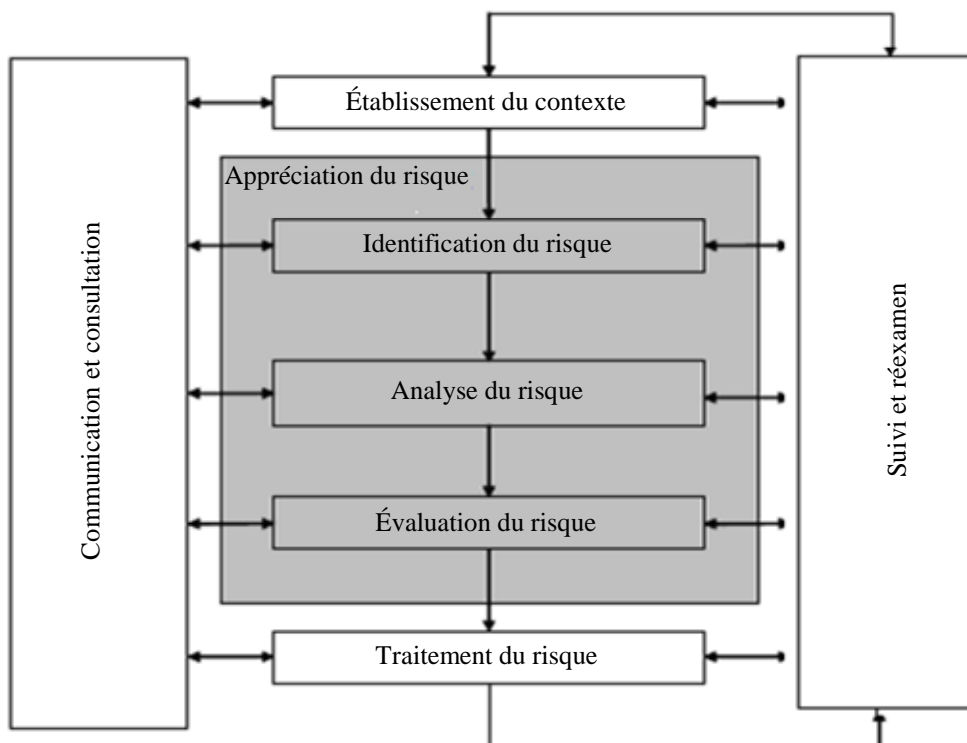 Établissement du contexte
Appréciation du risque
Identification du risque
Analyse du risque
Évaluation du risque
Traitement du risque
Communication et consultation
Suivi et réexamen